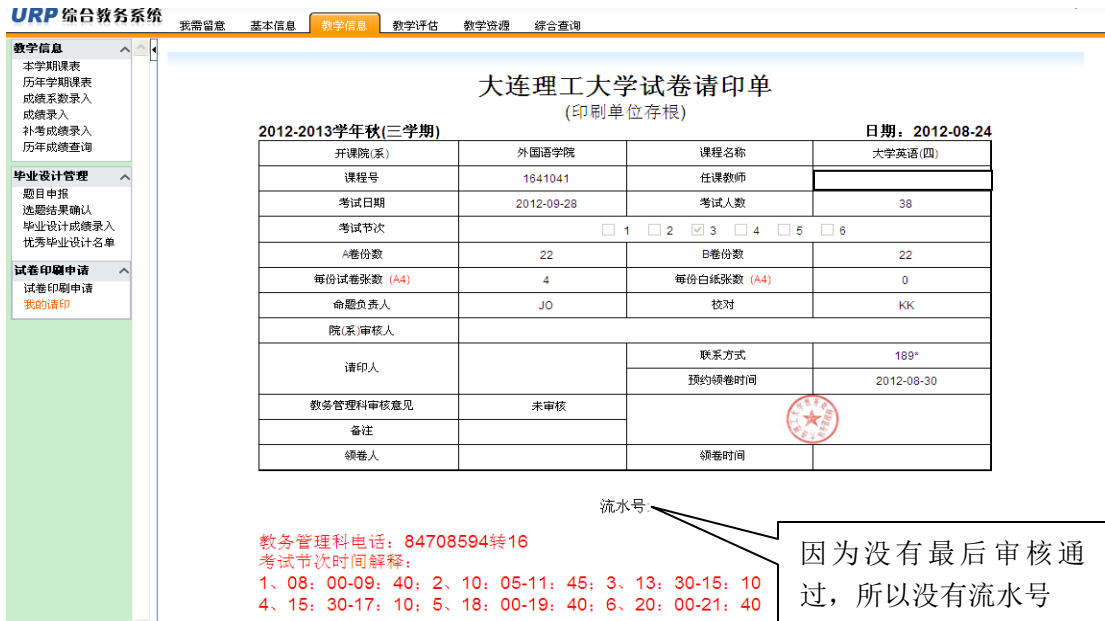 URP综合教务系统
我需留意 基本信息 教学信息 教学评估 教学资源 综合查询
教学信息
本学期课表
历年学期课表
成绩系数录入
成绩录入
补考成绩录入
历年成绩查询
毕业设计管理
题目申报
选题结果确认
毕业设计成绩录入
优秀毕业设计名单
试卷印刷申请
试卷印刷申请
我的请印
大连理工大学试卷请印单
(印刷单位存根)
2012-2013学年秋(三学期) 日期：2012-08-24
开课院(系) 外国语学院 课程名称 大学英语(四)
课程号 1641041 任课教师
考试日期 2012-09-28 考试人数 38
考试节次 1 2 3 4 5 6
A卷份数 22 B卷份数 22
每份试卷张数 (A4) 4 每份白纸张数 (A4) 0
命题负责人 JO 校对 KK
院(系)审核人
请印人 联系方式 189*
预约领卷时间 2012-08-30
教务管理科审核意见 未审核
备注
领卷人 领卷时间
流水号:
教务管理科电话：84708594转16
考试节次时间解释：
1、08：00-09：40；2、10：05-11：45；3、13：30-15：10
4、15：30-17：10；5、18：00-19：40；6、20：00-21：40
因为没有最后审核通
过，所以没有流水号